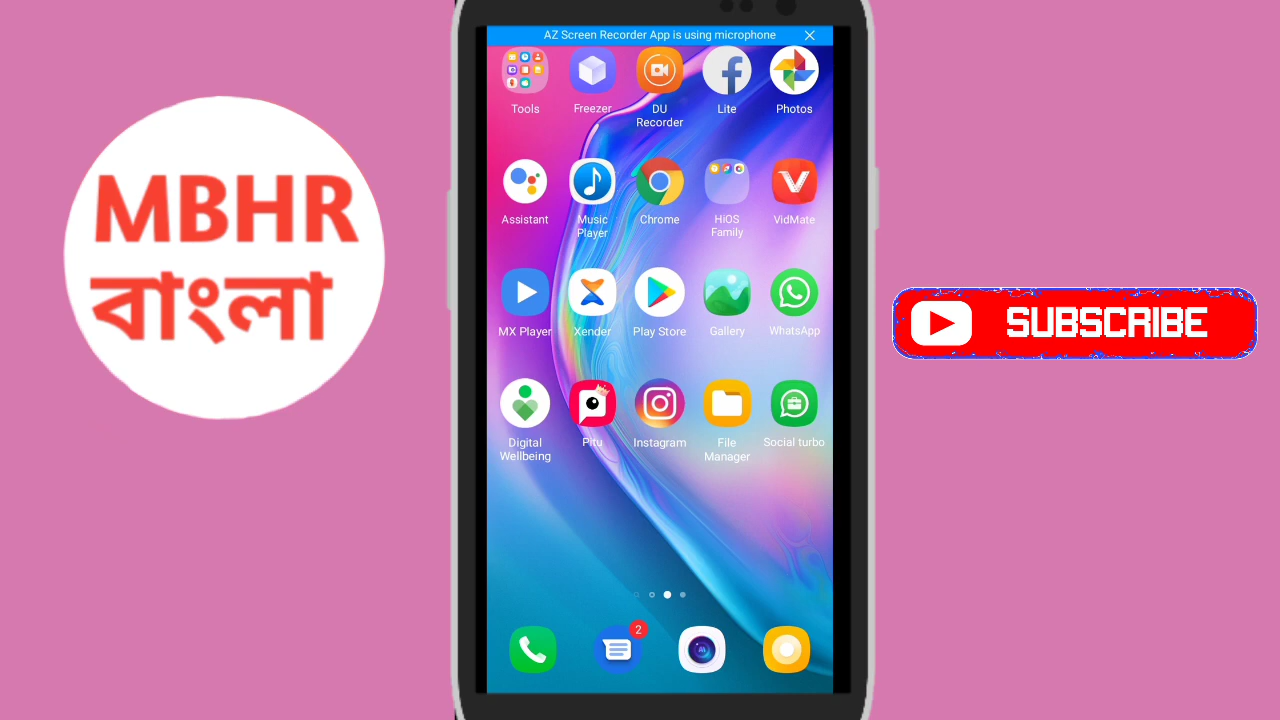 MBHR
বাংলা
AZ Screen Recorder App is using microphone
Tools
Freezer
DU
Recorder
Lite
Photos
Assistant
Music
Player
Chrome
HiOS
Family
VidMate
MX Player
Xender
Play Store
Gallery
WhatsApp
Digital
Wellbeing
Pitu
Instagram
File
Manager
Social turbo
2
SUBSCRIBE